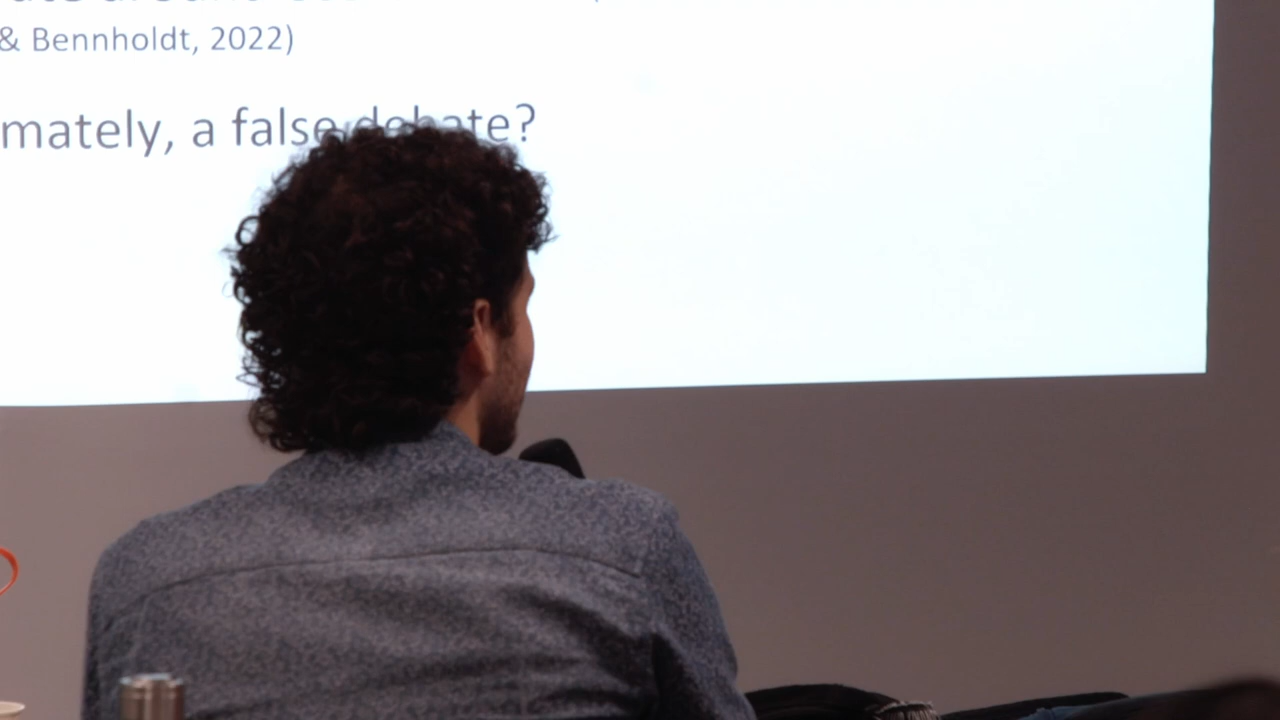 & Bennholdt, 2022)
mately, a false debate?